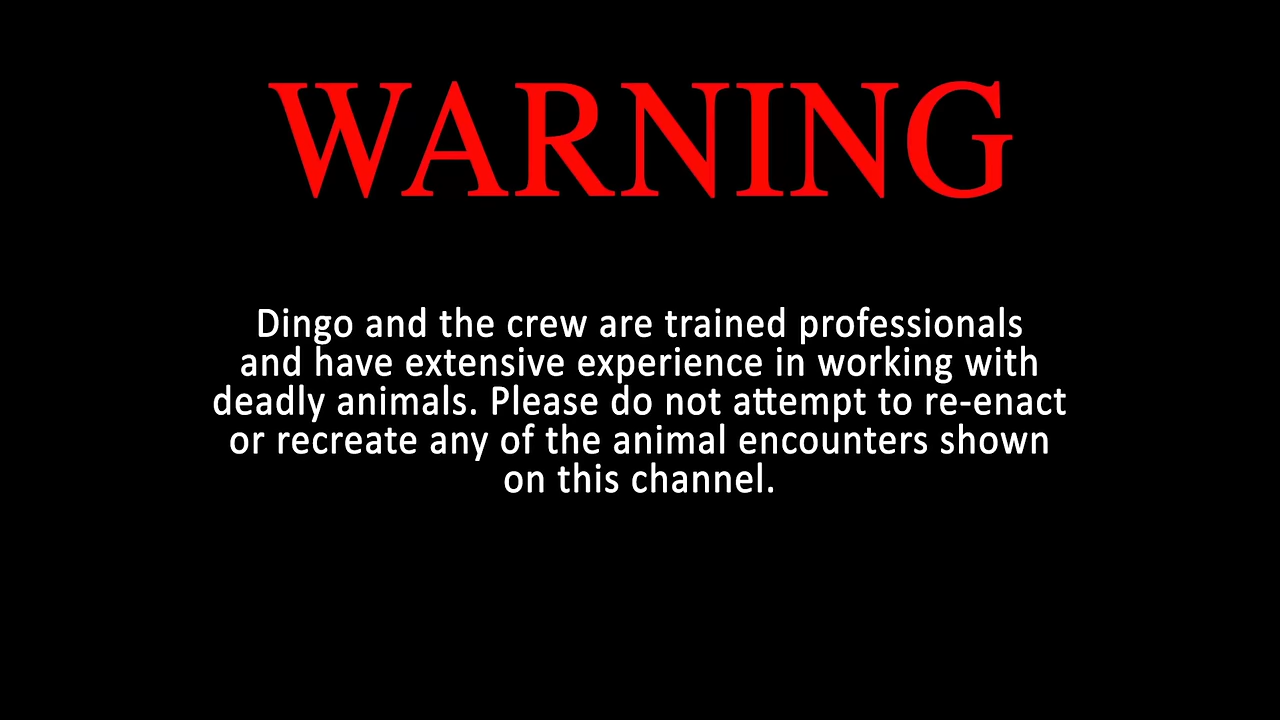 WARNING
Dingo and the crew are trained professionals
and have extensive experience in working with
deadly animals. Please do not attempt to re-enact
or recreate any of the animal encounters shown
on this channel.